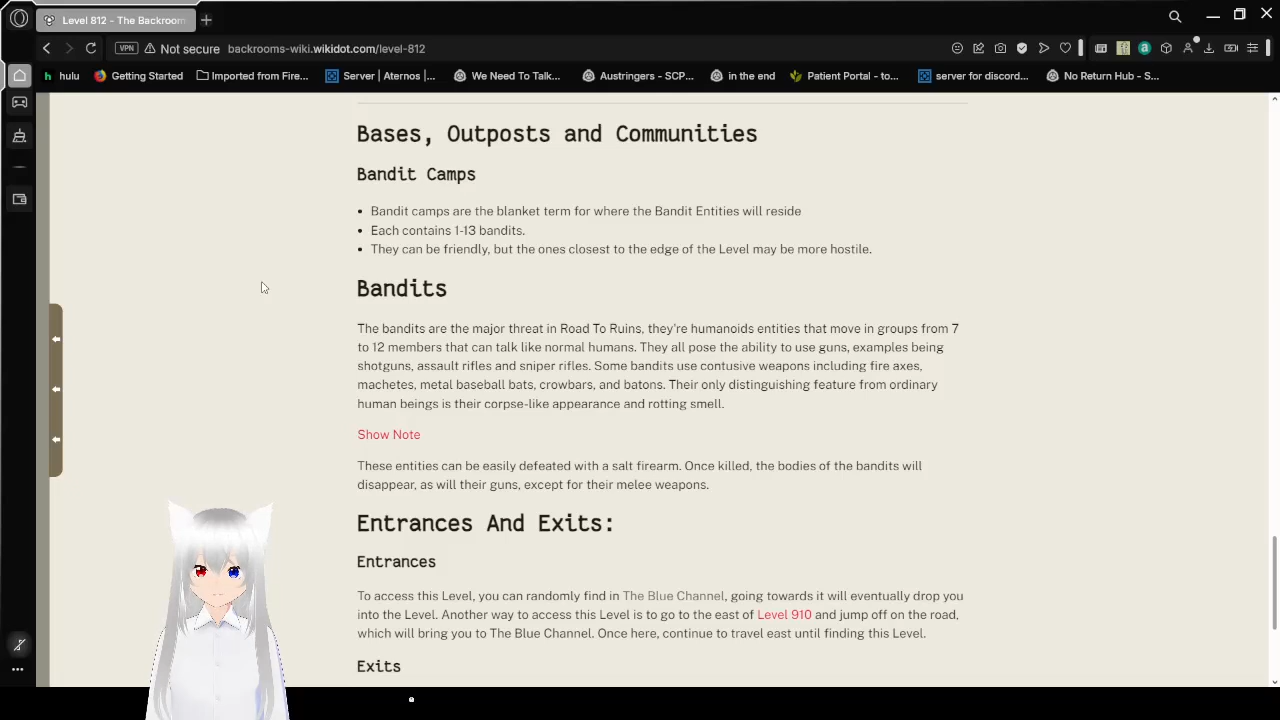 Level 812 - The Backroom
VPN
Not secure
backrooms-wiki.wikidot.com/level-812
hulu
Getting Started
Imported from Fire...
Server | Aternos |...
We Need To Talk...
Austringers - SCP...
in the end
Patient Portal - to...
server for discord...
No Return Hub - S...
Bases, Outposts and Communities
Bandit Camps
Bandit camps are the blanket term for where the Bandit Entities will reside
Each contains 1-13 bandits.
They can be friendly, but the ones closest to the edge of the Level may be more hostile.
Bandits
The bandits are the major threat in Road To Ruins, they're humanoids entities that move in groups from 7
to 12 members that can talk like normal humans. They all pose the ability to use guns, examples being
shotguns, assault rifles and sniper rifles. Some bandits use contusive weapons including fire axes,
machetes, metal baseball bats, crowbars, and batons. Their only distinguishing feature from ordinary
human beings is their corpse-like appearance and rotting smell.
Show Note
These entities can be easily defeated with a salt firearm. Once killed, the bodies of the bandits will
disappear, as will their guns, except for their melee weapons.
Entrances And Exits:
Entrances
To access this Level, you can randomly find in The Blue Channel, going towards it will eventually drop you
into the Level. Another way to access this Level is to go to the east of Level 910 and jump off on the road,
which will bring you to The Blue Channel. Once here, continue to travel east until finding this Level.
Exits